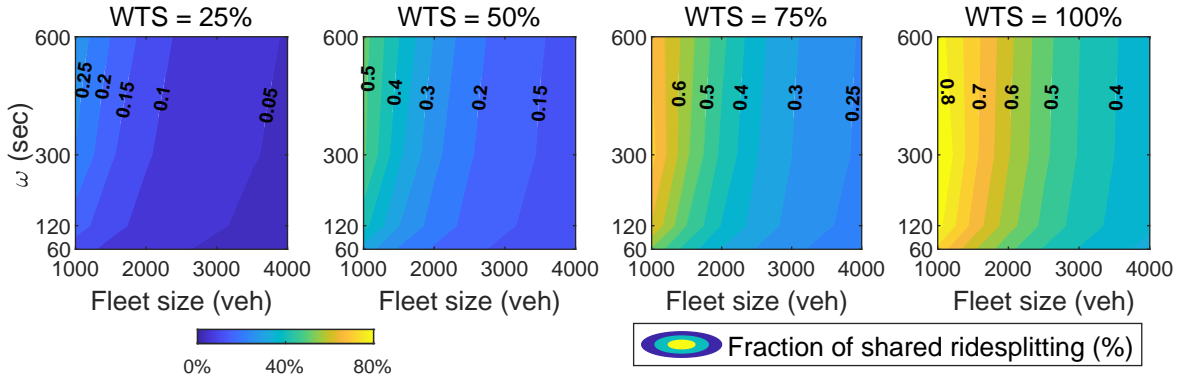 WTS = 25%
WTS = 50%
WTS = 75%
WTS = 100%
600
300
120
60
ω (sec)
0.25
0.2
0.15
0.1
0.05
1000 2000 3000 4000
Fleet size (veh)
600
300
120
60
0.5
0.4
0.3
0.2
0.15
1000 2000 3000 4000
Fleet size (veh)
600
300
120
60
0.6
0.5
0.4
0.3
0.25
1000 2000 3000 4000
Fleet size (veh)
600
300
120
60
0.8
0.7
0.6
0.5
0.4
1000 2000 3000 4000
Fleet size (veh)
0% 40% 80%
Fraction of shared ridesplitting (%)